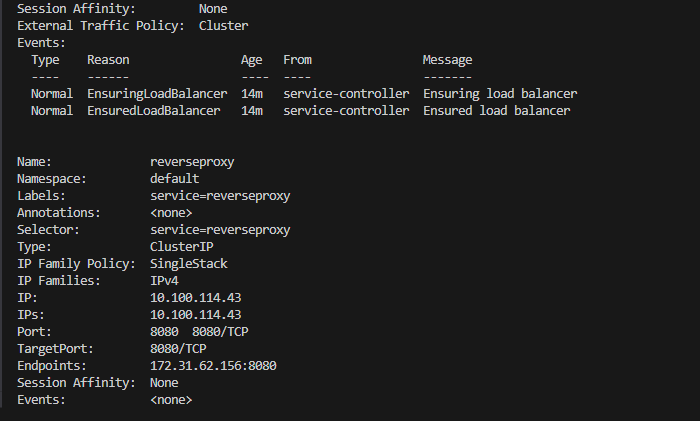 Session Affinity:         None
External Traffic Policy:  Cluster
Events:
  Type    Reason                Age   From                Message
  ----    ------                ----  ----                -------
  Normal  EnsuringLoadBalancer  14m   service-controller  Ensuring load balancer
  Normal  EnsuredLoadBalancer   14m   service-controller  Ensured load balancer
Name:              reverseproxy
Namespace:         default
Labels:            service=reverseproxy
Annotations:       <none>
Selector:          service=reverseproxy
Type:              ClusterIP
IP Family Policy:  SingleStack
IP Families:       IPv4
IP:                10.100.114.43
IPs:               10.100.114.43
Port:              8080  8080/TCP
TargetPort:        8080/TCP
Endpoints:         172.31.62.156:8080
Session Affinity:  None
Events:            <none>